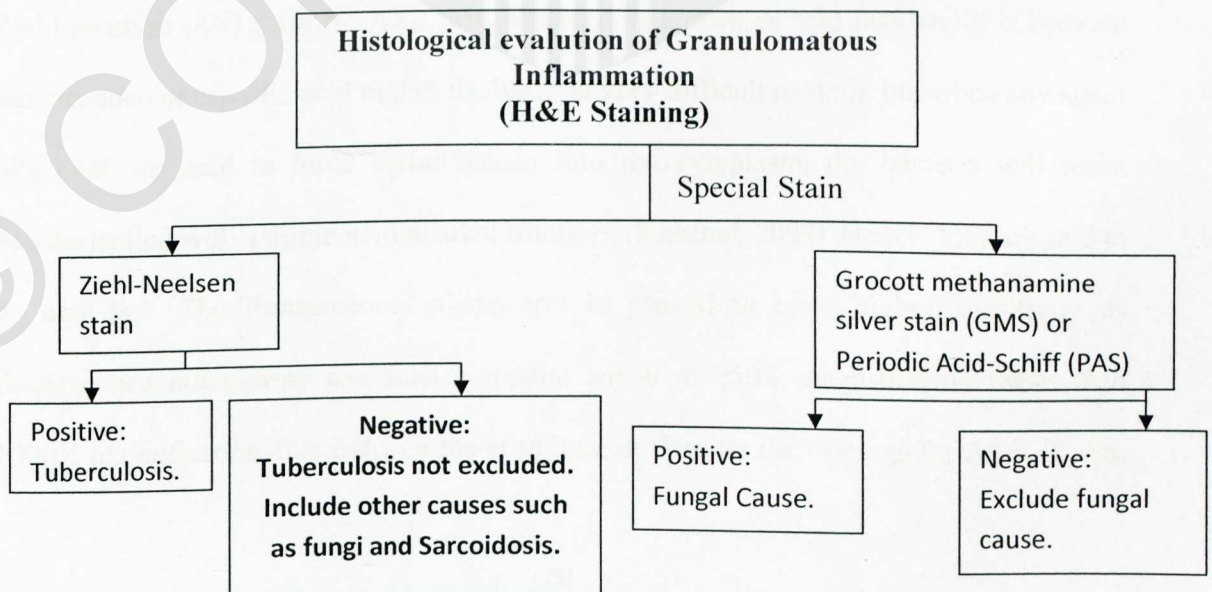 Histological evalution of Granulomatous
Inflammation
(H&E Staining)
Special Stain
Ziehl-Neelsen
stain
Grocott methanamine
silver stain (GMS) or
Periodic Acid-Schiff (PAS)
Positive:
Tuberculosis.
Negative:
Tuberculosis not excluded.
Include other causes such
as fungi and Sarcoidosis.
Positive:
Fungal Cause.
Negative:
Exclude fungal
cause.